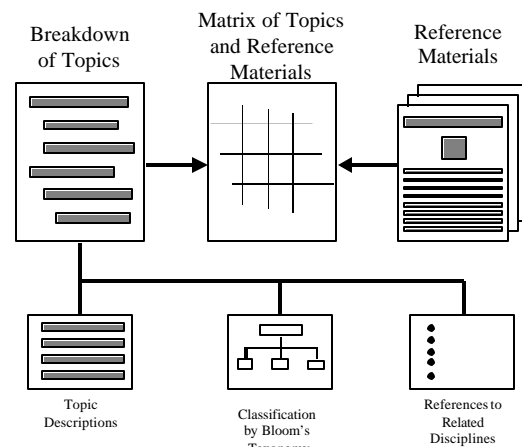 Breakdown
of Topics
Matrix of Topics
and Reference
Materials
Reference
Materials
Topic
Descriptions
Classification
by Bloom's
References to
Related
Disciplines